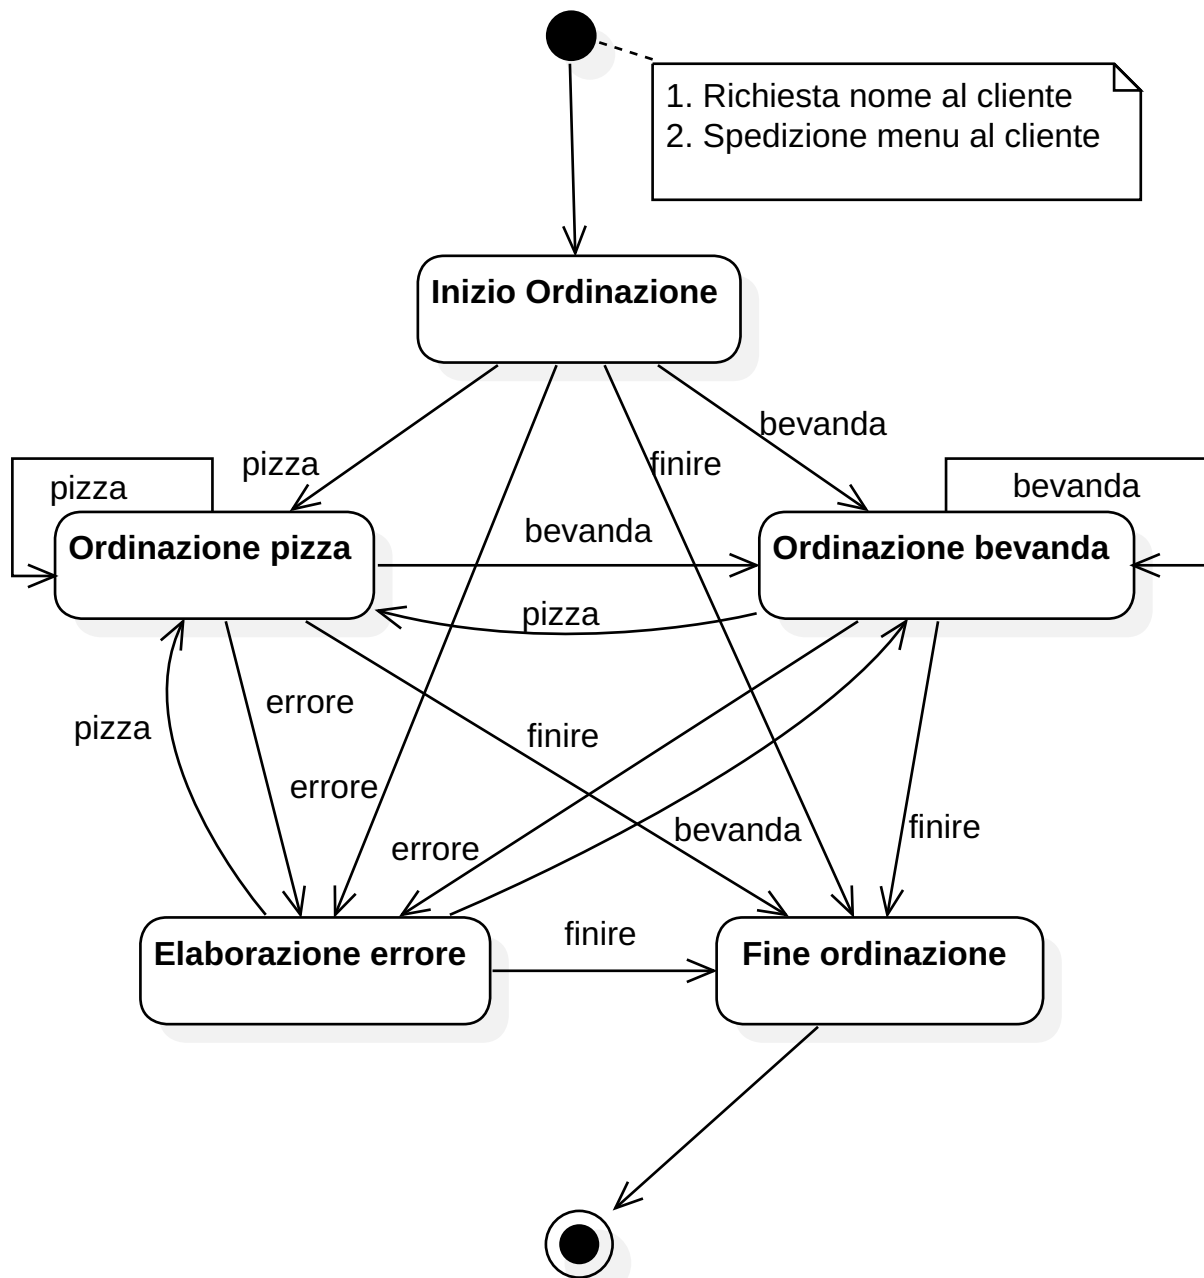 1. Richiesta nome al cliente
2. Spedizione menu al cliente
Inizio Ordinazione
bevanda
pizza
finire
pizza
bevanda
Ordinazione pizza
bevanda
Ordinazione bevanda
pizza
errore
pizza
finire
errore
bevanda
finire
errore
finire
Elaborazione errore
Fine ordinazione